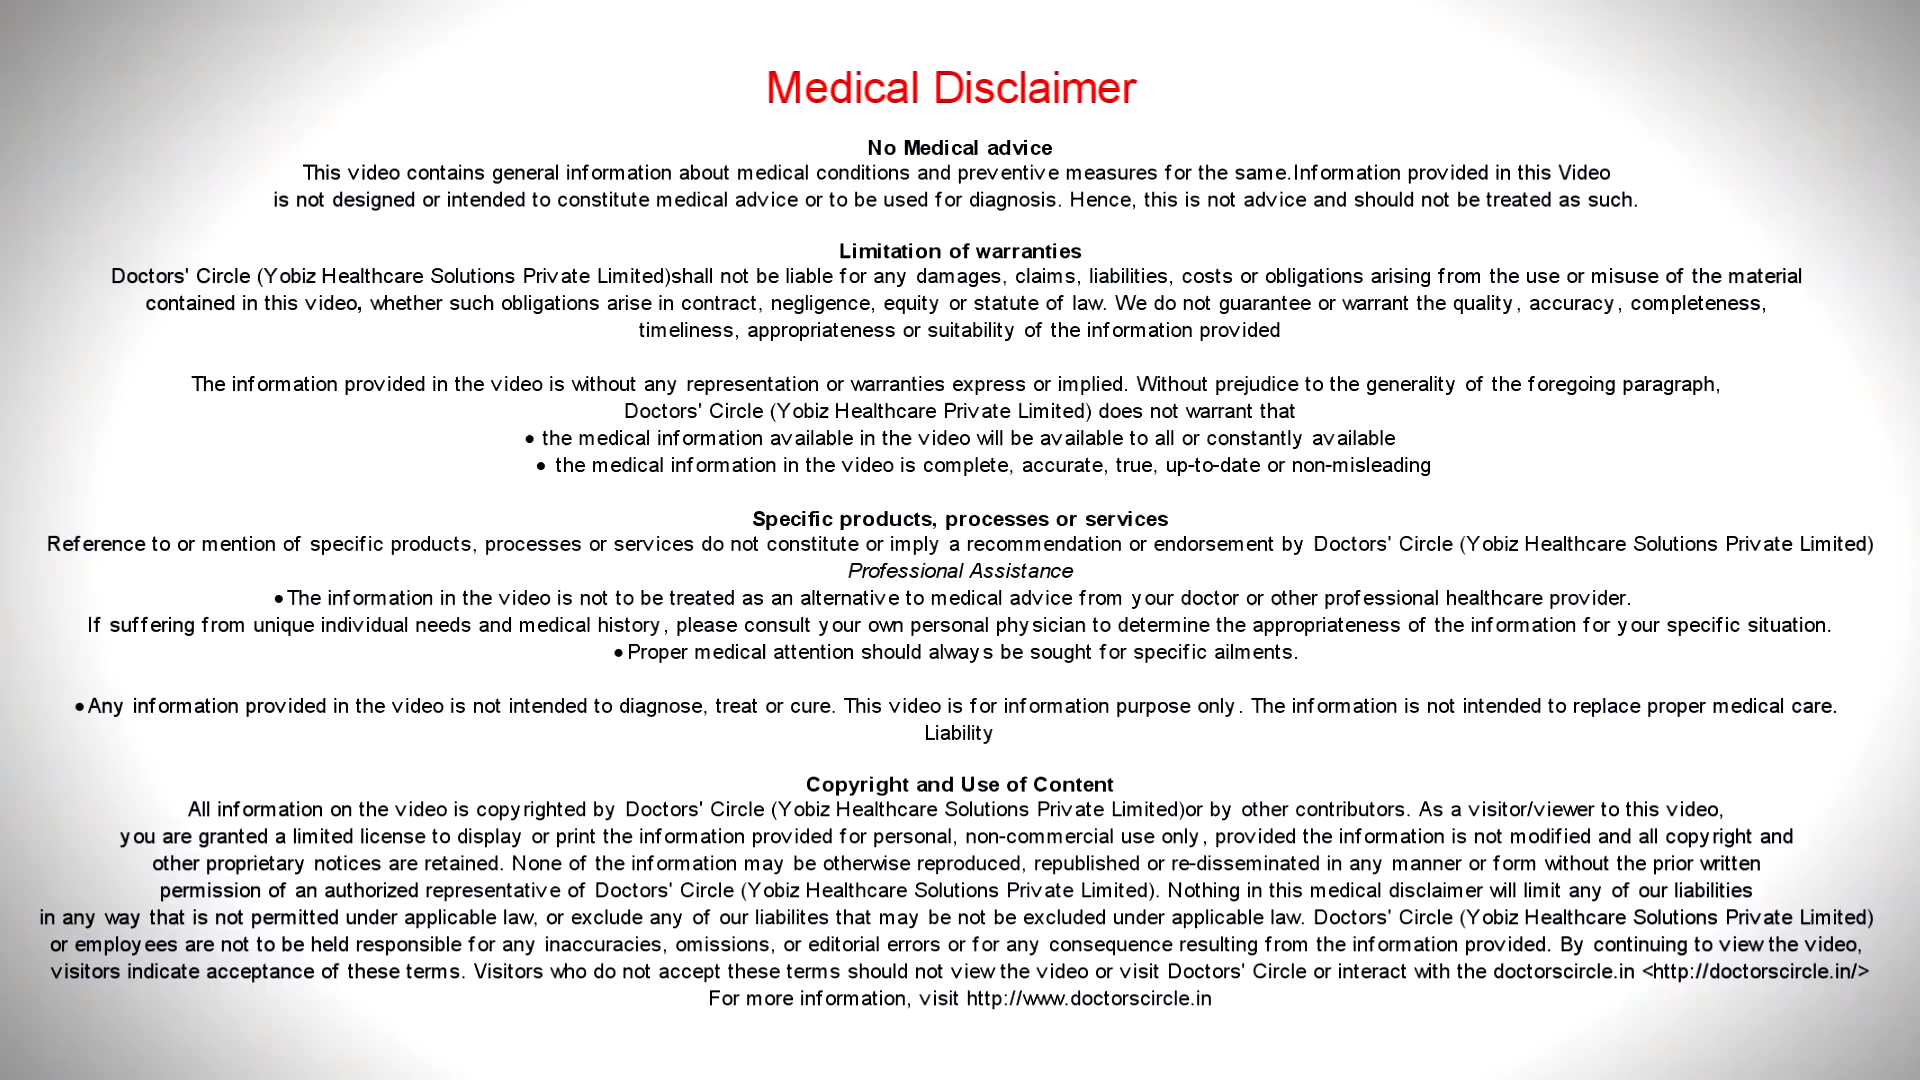 Medical Disclaimer
No Medical advice
This video contains general information about medical conditions and preventive measures for the same.Information provided in this Video
is not designed or intended to constitute medical advice or to be used for diagnosis. Hence, this is not advice and should not be treated as such.
Limitation of warranties
Doctors' Circle (Yobiz Healthcare Solutions Private Limited)shall not be liable for any damages, claims, liabilities, costs or obligations arising from the use or misuse of the material
contained in this video, whether such obligations arise in contract, negligence, equity or statute of law. We do not guarantee or warrant the quality, accuracy, completeness,
timeliness, appropriateness or suitability of the information provided
The information provided in the video is without any representation or warranties express or implied. Without prejudice to the generality of the foregoing paragraph,
Doctors' Circle (Yobiz Healthcare Private Limited) does not warrant that
• the medical information available in the video will be available to all or constantly available
• the medical information in the video is complete, accurate, true, up-to-date or non-misleading
Specific products, processes or services
Reference to or mention of specific products, processes or services do not constitute or imply a recommendation or endorsement by Doctors' Circle (Yobiz Healthcare Solutions Private Limited)
Professional Assistance
•The information in the video is not to be treated as an alternative to medical advice from your doctor or other professional healthcare provider.
If suffering from unique individual needs and medical history, please consult your own personal physician to determine the appropriateness of the information for your specific situation.
•Proper medical attention should always be sought for specific ailments.
•Any information provided in the video is not intended to diagnose, treat or cure. This video is for information purpose only. The information is not intended to replace proper medical care.
Liability
Copyright and Use of Content
All information on the video is copyrighted by Doctors' Circle (Yobiz Healthcare Solutions Private Limited)or by other contributors. As a visitor/viewer to this video,
you are granted a limited license to display or print the information provided for personal, non-commercial use only, provided the information is not modified and all copyright and
other proprietary notices are retained. None of the information may be otherwise reproduced, republished or re-disseminated in any manner or form without the prior written
permission of an authorized representative of Doctors' Circle (Yobiz Healthcare Solutions Private Limited). Nothing in this medical disclaimer will limit any of our liabilities
in any way that is not permitted under applicable law, or exclude any of our liabilites that may be not be excluded under applicable law. Doctors' Circle (Yobiz Healthcare Solutions Private Limited)
or employees are not to be held responsible for any inaccuracies, omissions, or editorial errors or for any consequence resulting from the information provided. By continuing to view the video,
visitors indicate acceptance of these terms. Visitors who do not accept these terms should not view the video or visit Doctors' Circle or interact with the doctorscircle.in <http://doctorscircle.in/>
For more information, visit http://www.doctorscircle.in